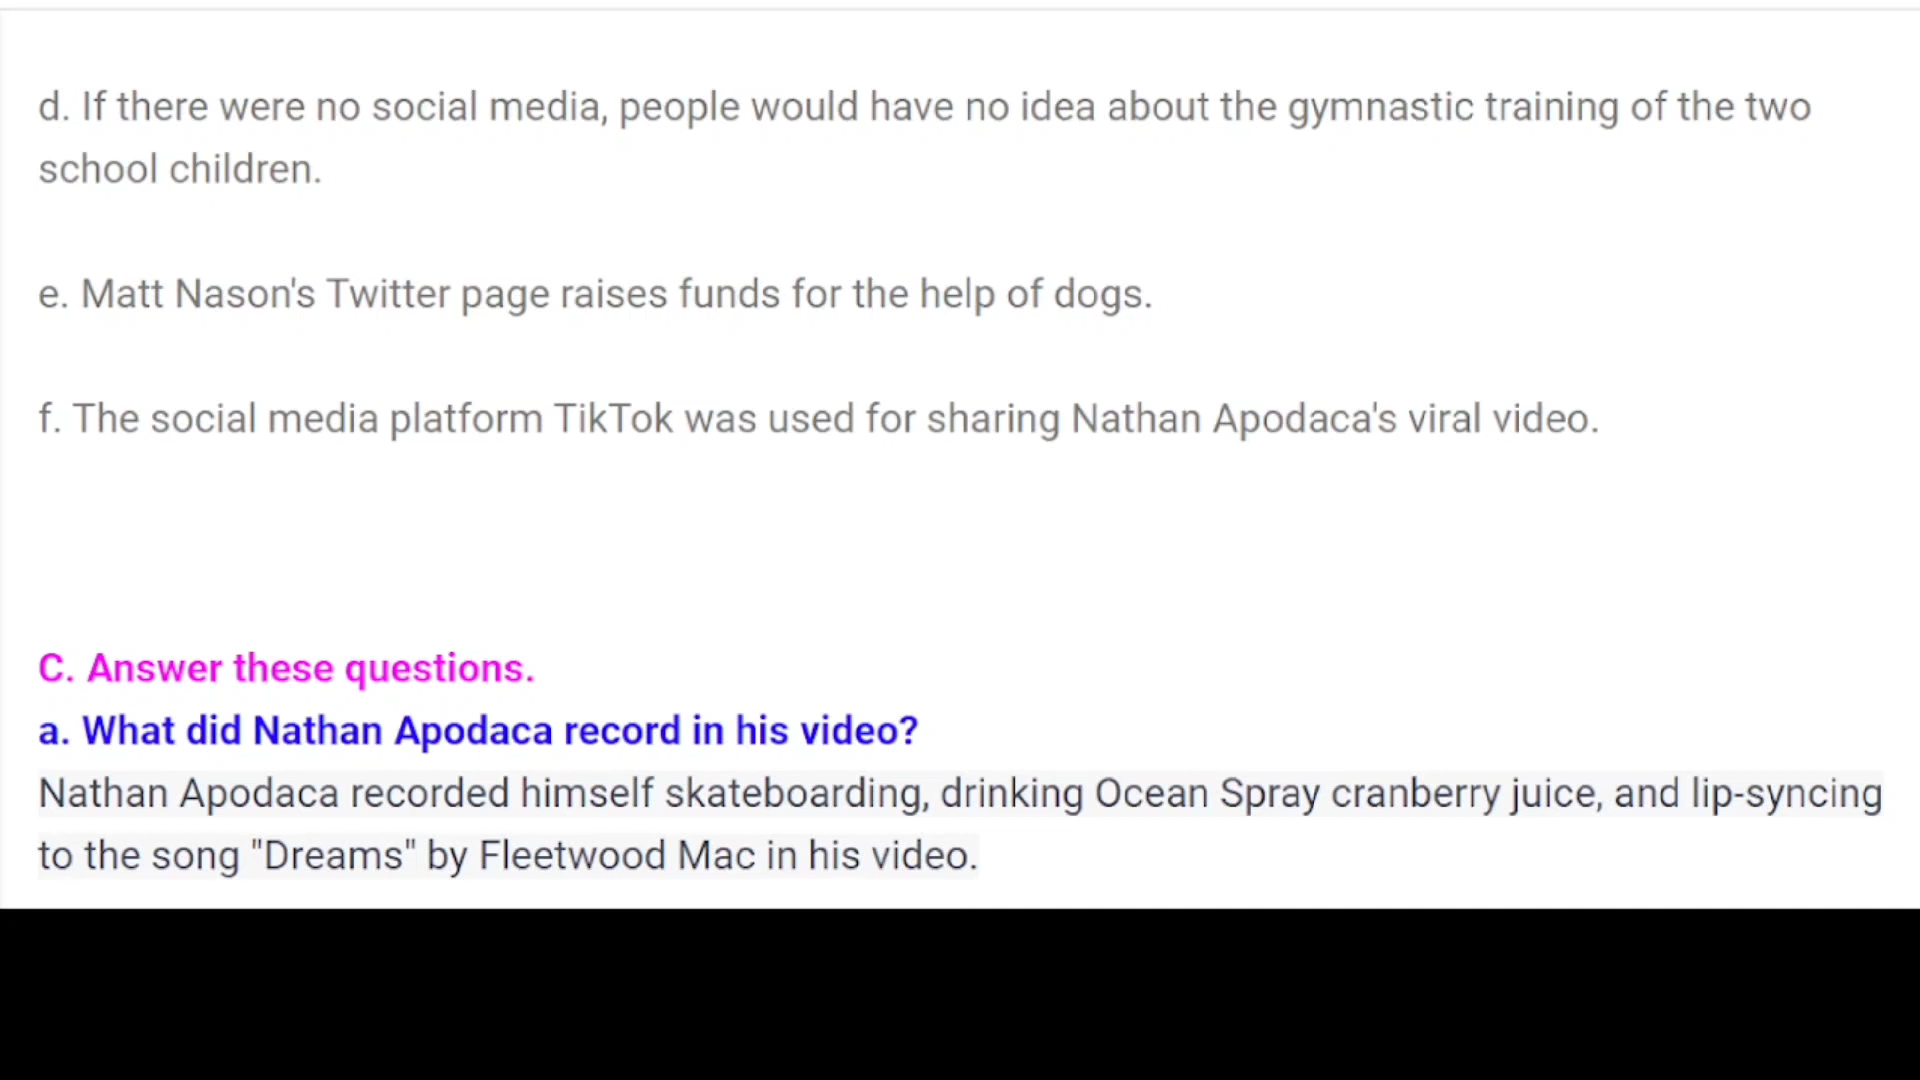 d. If there were no social media, people would have no idea about the gymnastic training of the two
school children.
e. Matt Nason's Twitter page raises funds for the help of dogs.
f. The social media platform TikTok was used for sharing Nathan Apodaca's viral video.
C. Answer these questions.
a. What did Nathan Apodaca record in his video?
Nathan Apodaca recorded himself skateboarding, drinking Ocean Spray cranberry juice, and lip-syncing
to the song "Dreams" by Fleetwood Mac in his video.